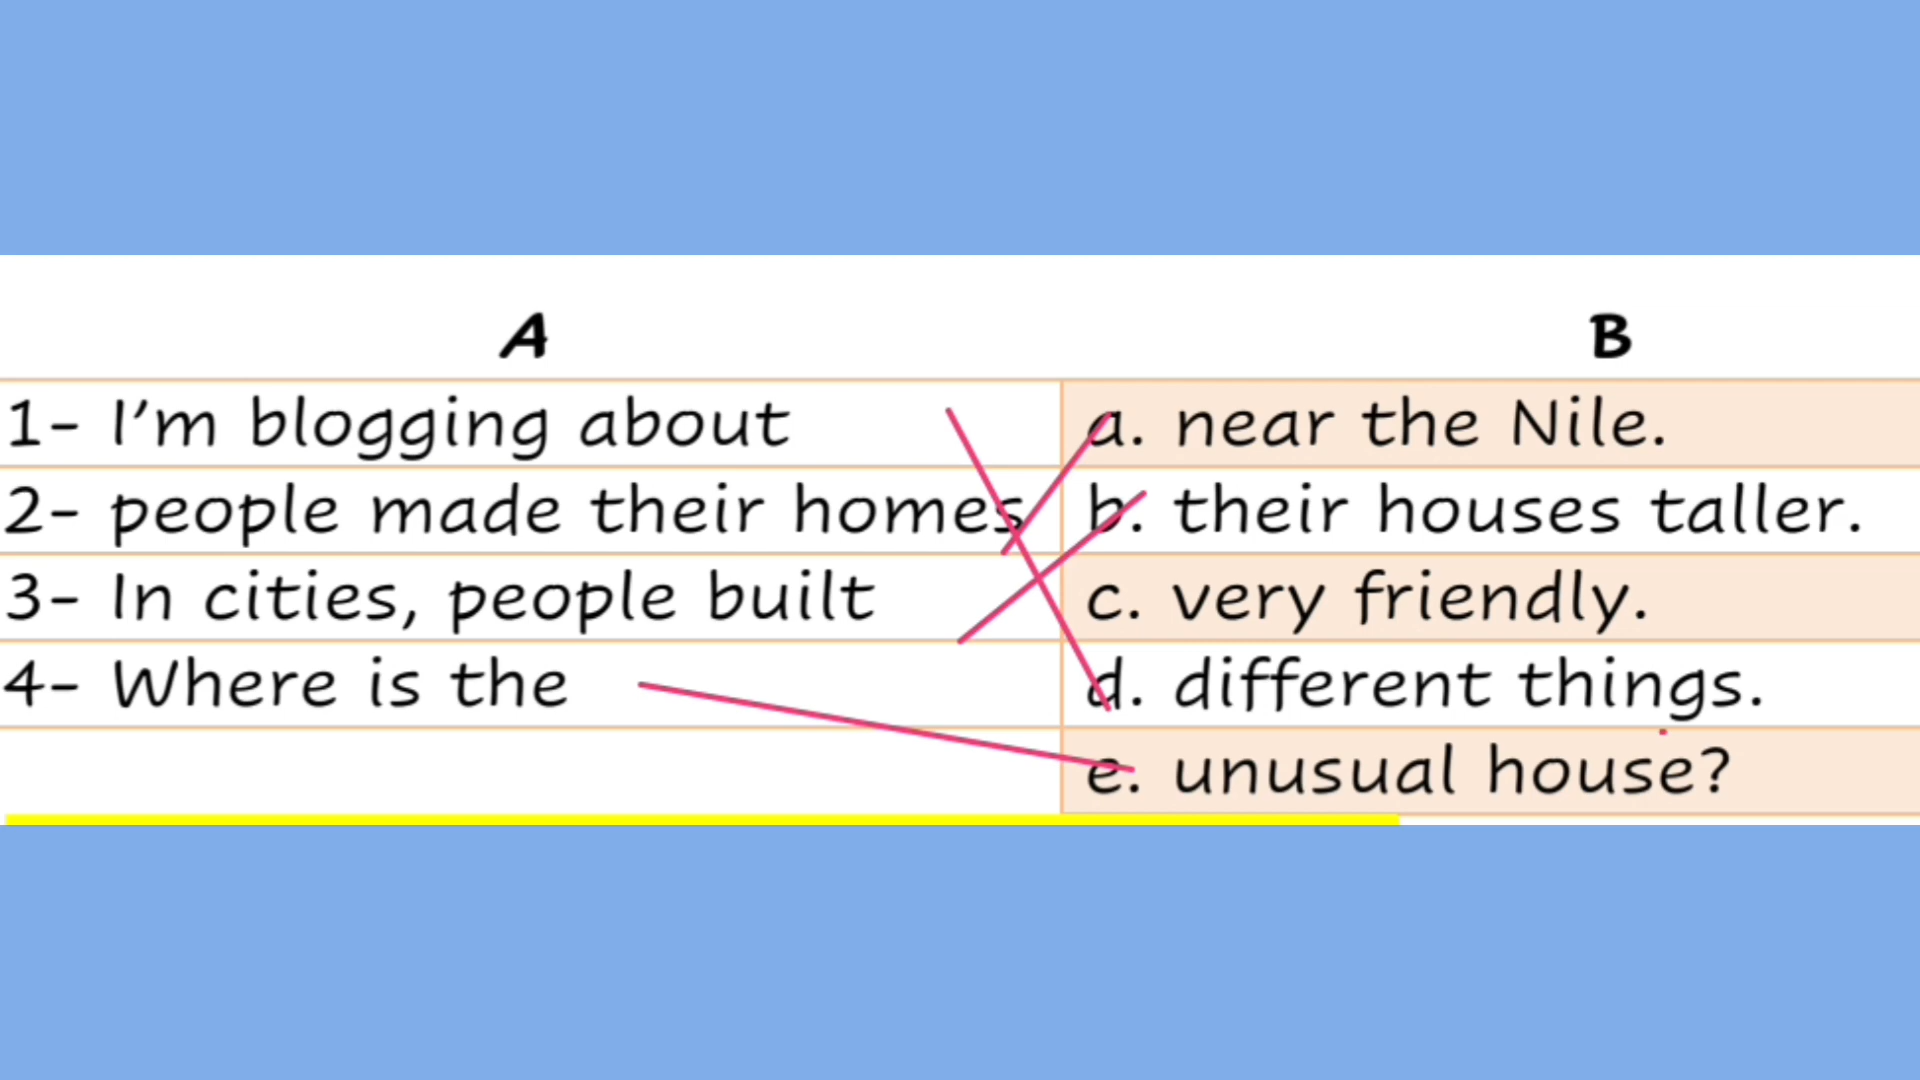 A B
1- I'm blogging about a. near the Nile.
2- people made their homes b. their houses taller.
3- In cities, people built c. very friendly.
4- Where is the d. different things.
e. unusual house?